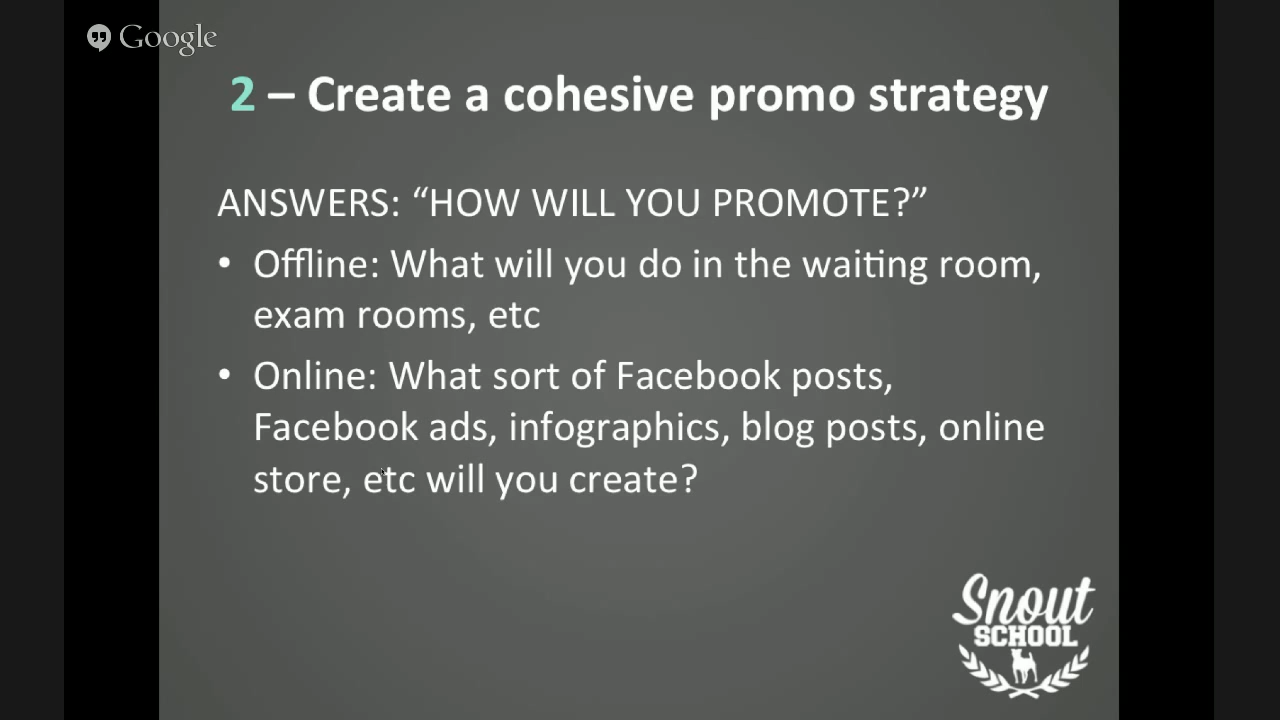 Google
2 – Create a cohesive promo strategy
ANSWERS: “HOW WILL YOU PROMOTE?”
• Offline: What will you do in the waiting room,
exam rooms, etc
• Online: What sort of Facebook posts,
Facebook ads, infographics, blog posts, online
store, etc will you create?
Snout
SCHOOL